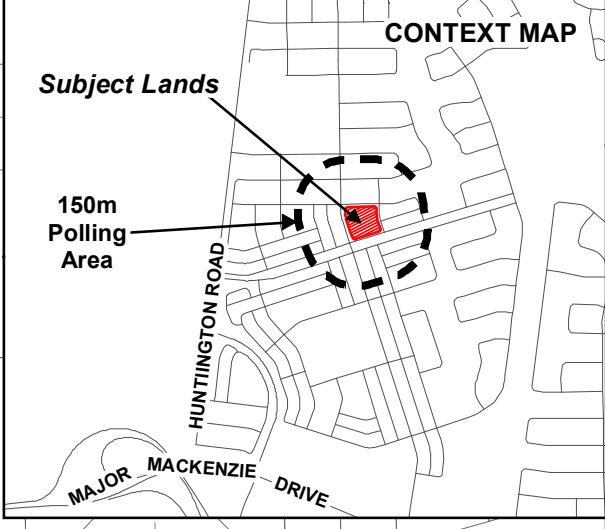 CONTEXT MAP
Subject Lands
150m
Polling
Area
HUNTIINGTON ROAD
MAJOR MACKENZIE DRIVE